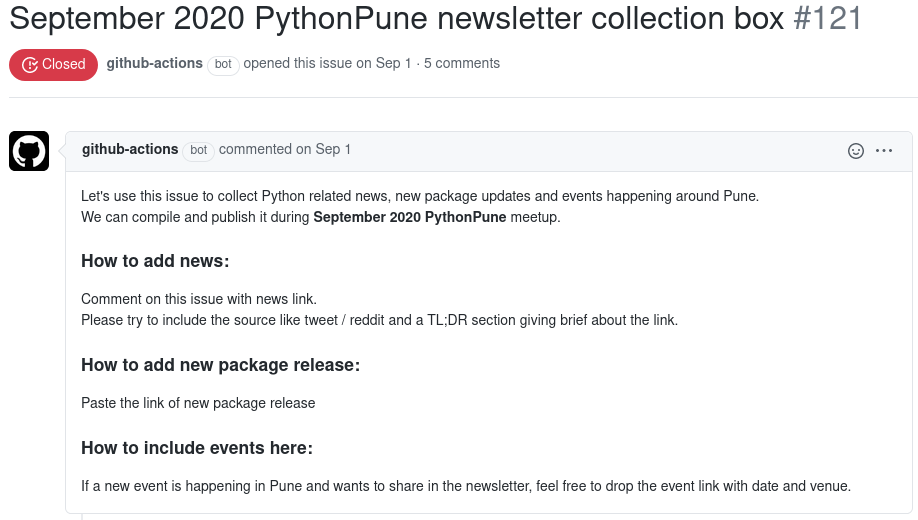 September 2020 PythonPune newsletter collection box #121
Closed github-actions bot opened this issue on Sep 1 · 5 comments
github-actions bot commented on Sep 1
Let's use this issue to collect Python related news, new package updates and events happening around Pune.
We can compile and publish it during September 2020 PythonPune meetup.
How to add news:
Comment on this issue with news link.
Please try to include the source like tweet / reddit and a TL;DR section giving brief about the link.
How to add new package release:
Paste the link of new package release
How to include events here:
If a new event is happening in Pune and wants to share in the newsletter, feel free to drop the event link with date and venue.